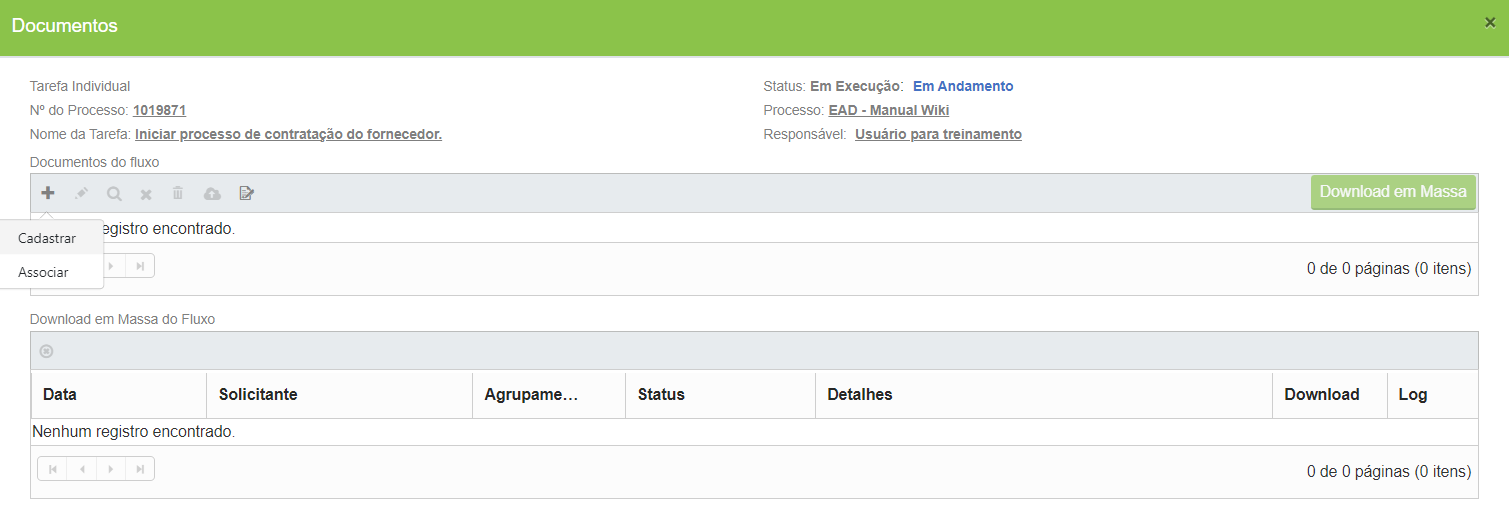 Documentos
×
Tarefa Individual
Status: Em Execução: Em Andamento
Nº do Processo: 1019871
Processo: EAD - Manual Wiki
Nome da Tarefa: Iniciar processo de contratação do fornecedor.
Responsável: Usuário para treinamento
Documentos do fluxo
Download em Massa
egistro encontrado.
Cadastrar
Associar
0 de 0 páginas (0 itens)
Download em Massa do Fluxo
Data Solicitante Agrupame... Status Detalhes Download Log
Nenhum registro encontrado.
0 de 0 páginas (0 itens)